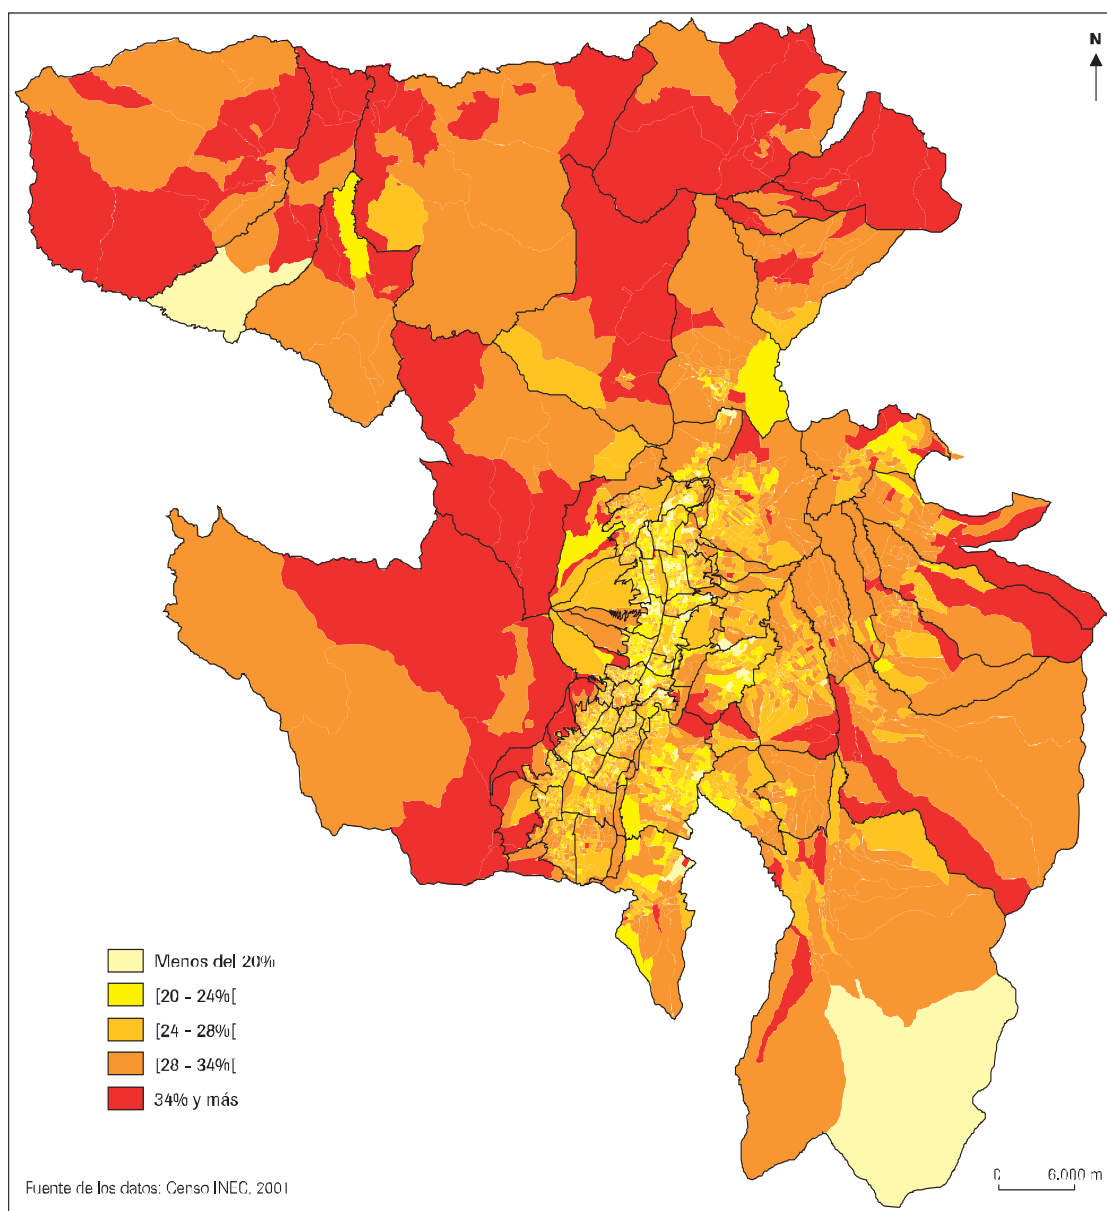 N
Menos del 20%
[20 - 24%[
[24 - 28%[
[28 - 34%[
34% y más
Fuente de los datos: Censo INEC, 2001
0 6.000 m